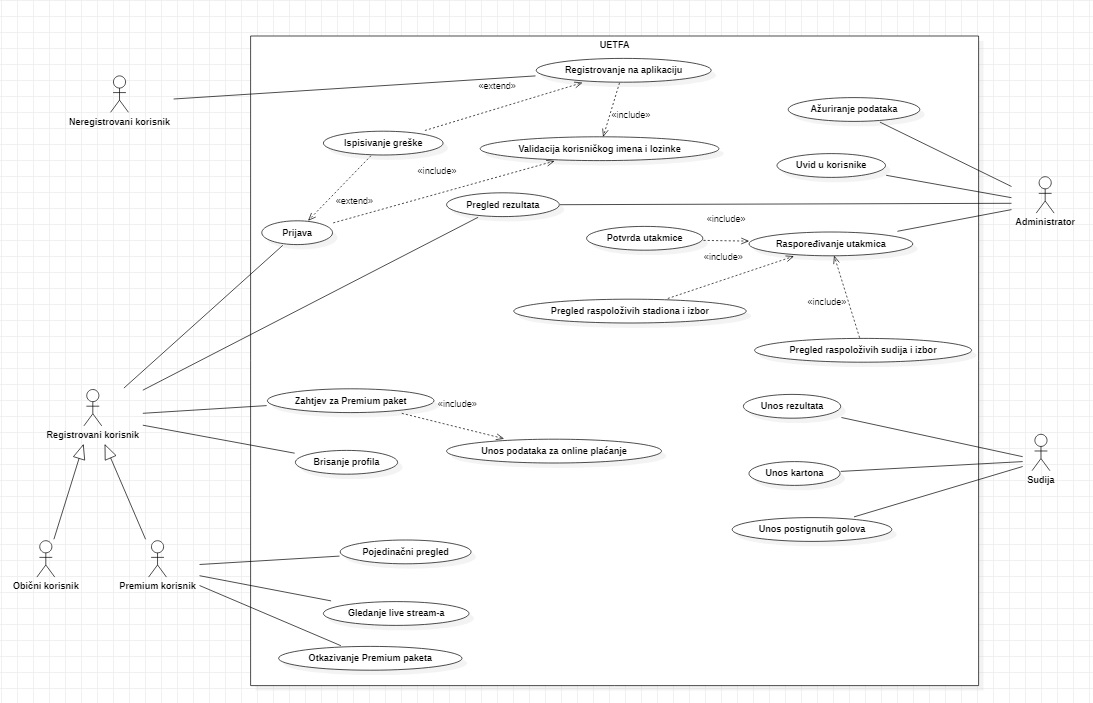 UETFA
Registrovanje na aplikaciju
«extend»
Neregistrovani korisnik
Ažuriranje podataka
«include»
Ispisivanje greške
Validacija korisničkog imena i lozinke
«include»
Uvid u korisnike
«extend»
Pregled rezultata
«include»
Administrator
Prijava
Potvrda utakmice
Raspoređivanje utakmica
«include»
«include»
Pregled raspoloživih stadiona i izbor
Pregled raspoloživih sudija i izbor
Zahtjev za Premium paket
«include»
Unos rezultata
Registrovani korisnik
Unos podataka za online plaćanje
Brisanje profila
Unos kartona
Sudija
Unos postignutih golova
Pojedinačni pregled
Obični korisnik
Premium korisnik
Gledanje live stream-a
Otkazivanje Premium paketa